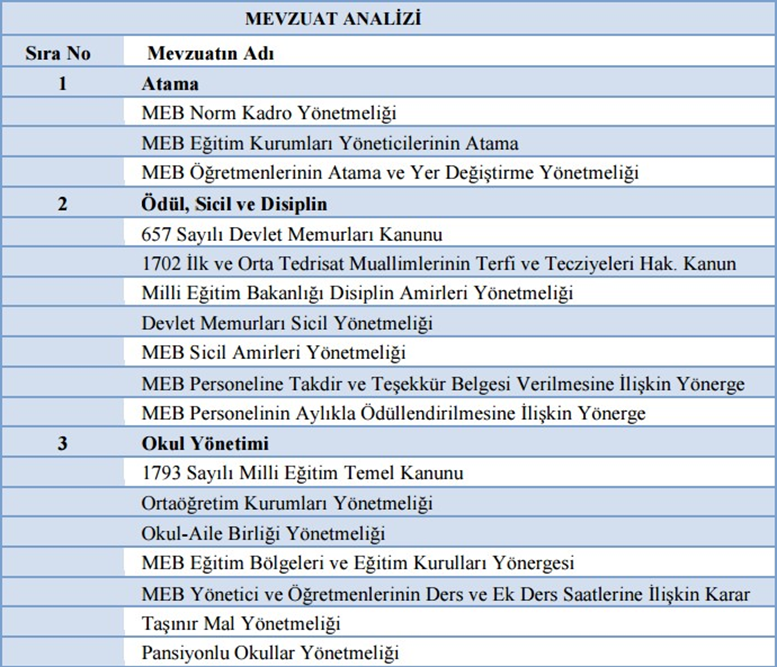 MEVZUAT ANALİZİ
Sıra No Mevzuatın Adı
1 Atama
MEB Norm Kadro Yönetmeliği
MEB Eğitim Kurumları Yöneticilerinin Atama
MEB Öğretmenlerinin Atama ve Yer Değiştirme Yönetmeliği
2 Ödül, Sicil ve Disiplin
657 Sayılı Devlet Memurları Kanunu
1702 İlk ve Orta Tedrisat Muallimlerinin Terfi ve Tecziyeleri Hak. Kanun
Milli Eğitim Bakanlığı Disiplin Amirleri Yönetmeliği
Devlet Memurları Sicil Yönetmeliği
MEB Sicil Amirleri Yönetmeliği
MEB Personeline Takdir ve Teşekkür Belgesi Verilmesine İlişkin Yönerge
MEB Personelinin Aylıkla Ödüllendirilmesine İlişkin Yönerge
3 Okul Yönetimi
1793 Sayılı Milli Eğitim Temel Kanunu
Ortaöğretim Kurumları Yönetmeliği
Okul-Aile Birliği Yönetmeliği
MEB Eğitim Bölgeleri ve Eğitim Kurulları Yönergesi
MEB Yönetici ve Öğretmenlerinin Ders ve Ek Ders Saatlerine İlişkin Karar
Taşınır Mal Yönetmeliği
Pansiyonlu Okullar Yönetmeliği